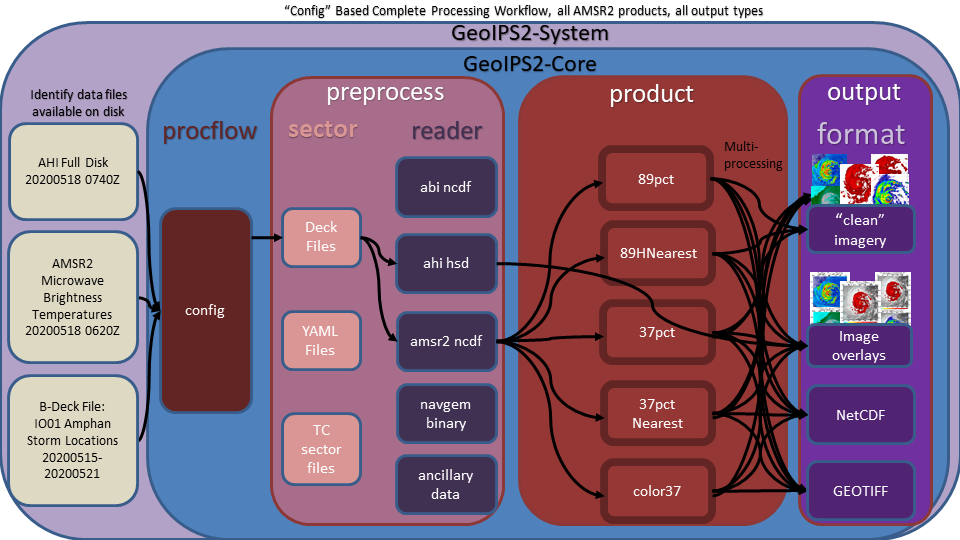 “Config” Based Complete Processing Workflow, all AMSR2 products, all output types
GeoIPS2-System
GeoIPS2-Core
Identify data files
available on disk
AHI Full Disk
20200518 0740Z
AMSR2
Microwave
Brightness
Temperatures
20200518 0620Z
B-Deck File:
IO01 Amphan
Storm Locations
20200515-
20200521
procflow
config
preprocess
sector
Deck
Files
YAML
Files
TC
sector
files
reader
abi ncdf
ahi hsd
amsr2 ncdf
navgem
binary
ancillary
data
product
Multi-
processing
89pct
89HNearest
37pct
37pct
Nearest
color37
output
format
“clean”
imagery
Image
overlays
NetCDF
GEOTIFF